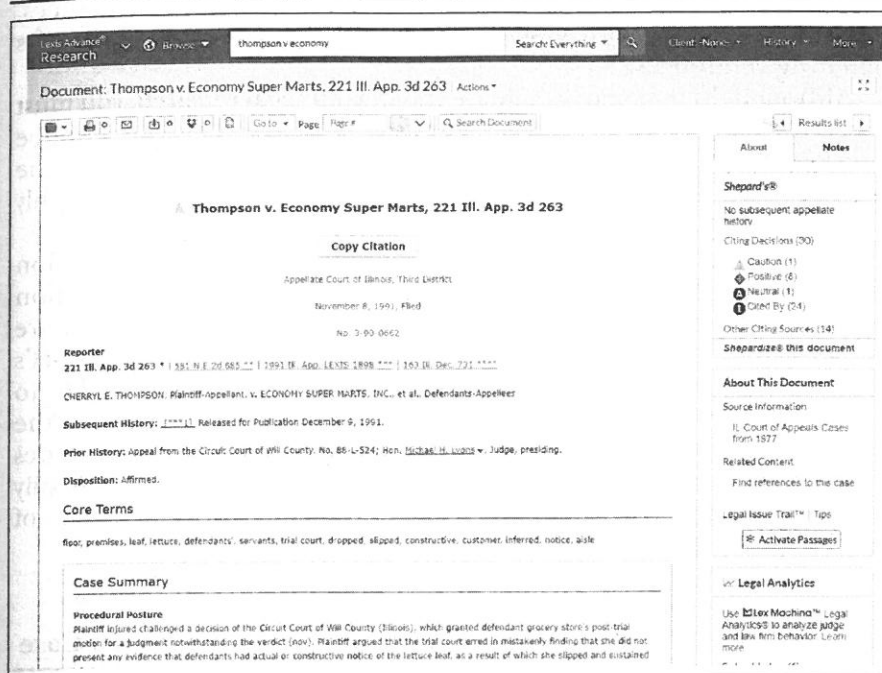 Lexis Advance®
Research
Browse
thompson v economy
Search: Everything
Client: -None-
History
More
Document: Thompson v. Economy Super Marts, 221 Ill. App. 3d 263
Actions
Go to
Page
Page #
Search Document
Results list
Thompson v. Economy Super Marts, 221 Ill. App. 3d 263
Copy Citation
Appellate Court of Illinois, Third District
November 8, 1991, Filed
No. 3-90-0662
Reporter
221 Ill. App. 3d 263 * | 581 N.E.2d 885 ** | 1991 Ill. App. LEXIS 1898 *** | 163 Ill. Dec. 731 ****
CHERRYL E. THOMPSON, Plaintiff-Appellant, v. ECONOMY SUPER MARTS, INC., et al., Defendants-Appellees
Subsequent History: [***1] Released for Publication December 9, 1991.
Prior History: Appeal from the Circuit Court of Will County. No. 88-L-524; Hon. Michael H. Lyons, Judge, presiding.
Disposition: Affirmed.
Core Terms
floor, premises, leaf, lettuce, defendants', servants, trial court, dropped, slipped, constructive, customer, inferred, notice, aisle
Case Summary
Procedural Posture
Plaintiff injured challenged a decision of the Circuit Court of Will County (Illinois), which granted defendant grocery store's post-trial
motion for a judgment notwithstanding the verdict (nov). Plaintiff argued that the trial court erred in mistakenly finding that she did not
present any evidence that defendants had actual or constructive notice of the lettuce leaf, as a result of which she slipped and sustained
About
Notes
Shepard's®
No subsequent appellate
history
Citing Decisions (30)
Caution (1)
Positive (6)
A Neutral (1)
Cited By (24)
Other Citing Sources (14)
Shepardize® this document
About This Document
Source Information
IL Court of Appeals Cases
from 1877
Related Content
Find references to this case
Legal Issue Trail™ | Tips
Activate Passages
Legal Analytics
Use Lex Machina™ Legal
Analytics® to analyze judge
and law firm behavior. Learn
more